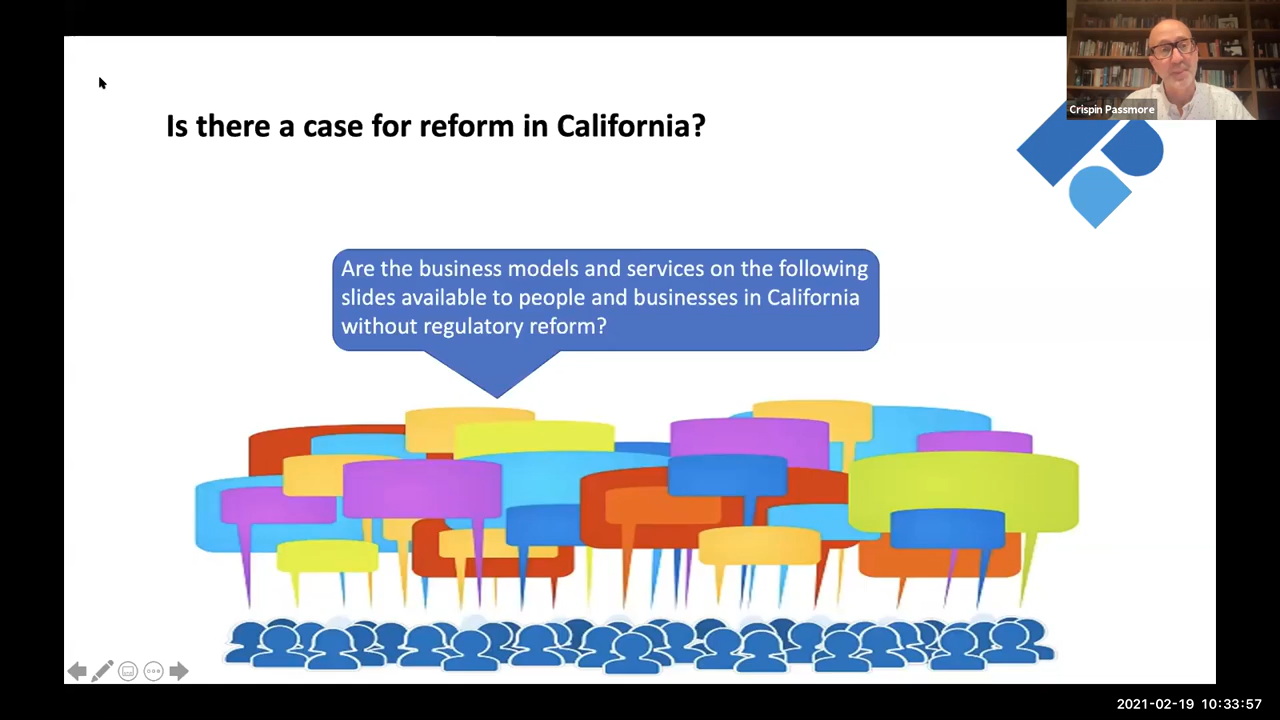 Crispin Passmore
Is there a case for reform in California?
Are the business models and services on the following
slides available to people and businesses in California
without regulatory reform?
2021-02-19 10:33:57